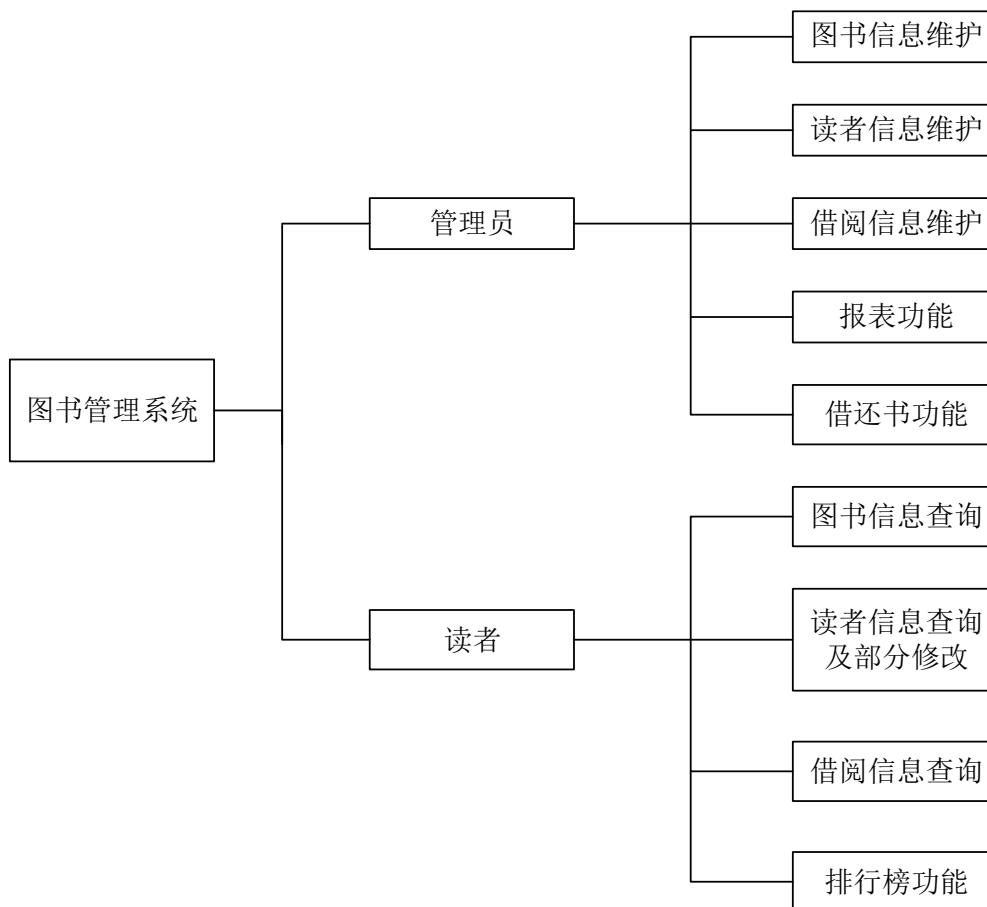 图书管理系统
管理员
图书信息维护
读者信息维护
借阅信息维护
报表功能
借还书功能
读者
图书信息查询
读者信息查询
及部分修改
借阅信息查询
排行榜功能